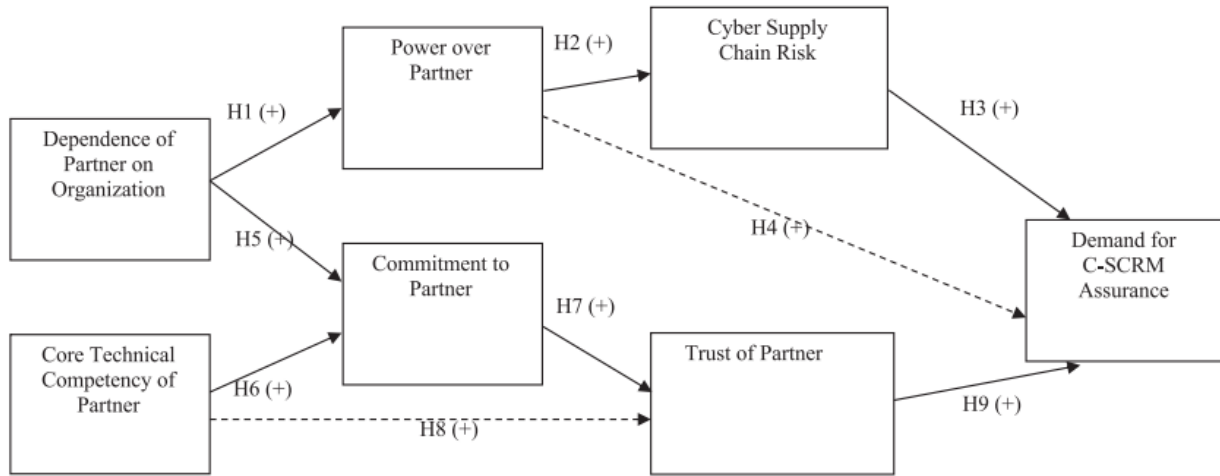 Power over
Partner
H2 (+)
Cyber Supply
Chain Risk
H1 (+)
H3 (+)
Dependence of
Partner on
Organization
H4 (+)
H5 (+)
Commitment to
Partner
Demand for
C-SCRM
Assurance
H7 (+)
Core Technical
Competency of
Partner
H6 (+)
Trust of Partner
H8 (+)
H9 (+)